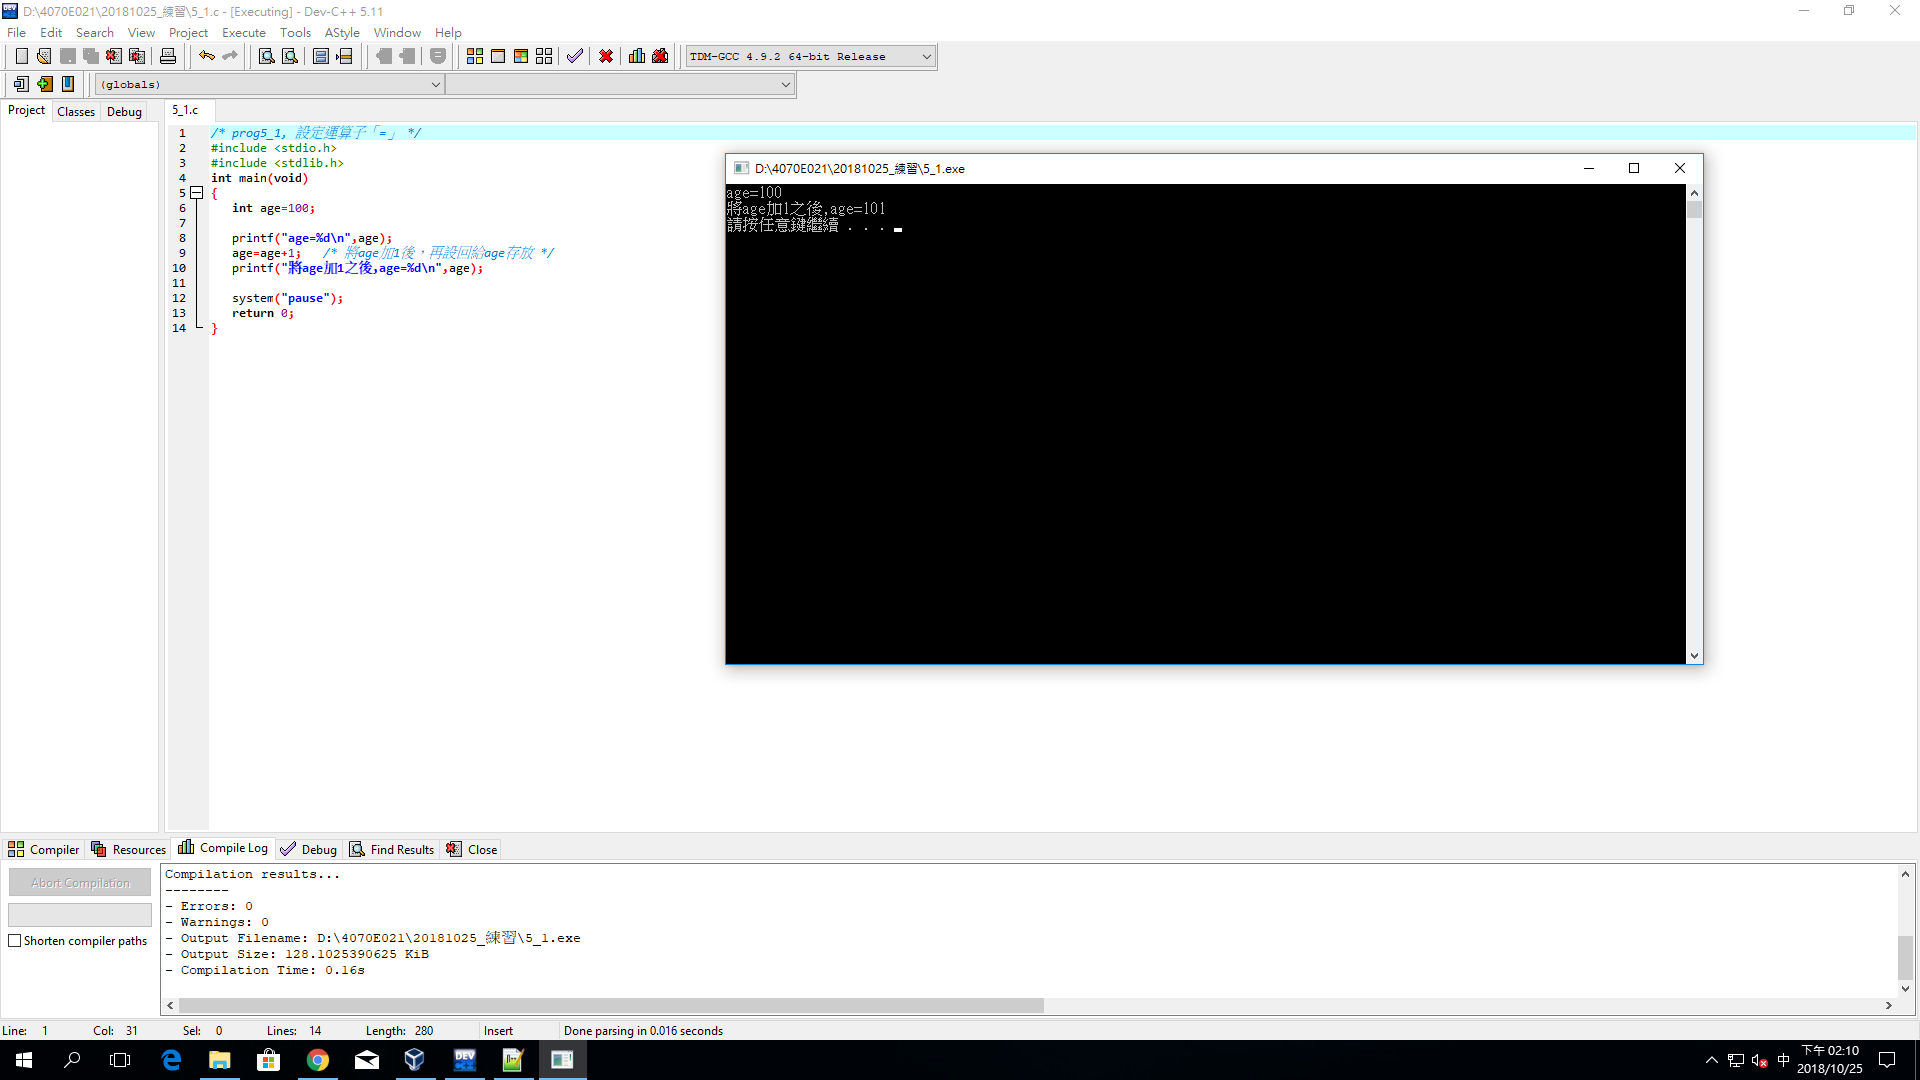 D:\4070E021\20181025_練習\5_1.c - [Executing] - Dev-C++ 5.11
File Edit Search View Project Execute Tools AStyle Window Help
TDM-GCC 4.9.2 64-bit Release
(globals)
Project Classes Debug
5_1.c
1 /* prog5_1, 設定運算子「=」 */
2 #include <stdio.h>
3 #include <stdlib.h>
4 int main(void)
5 {
6 int age=100;
7
8 printf("age=%d\n",age);
9 age=age+1; /* 將age加1後，再設回給age存放 */
10 printf("將age加1之後,age=%d\n",age);
11
12 system("pause");
13 return 0;
14 }
D:\4070E021\20181025_練習\5_1.exe
age=100
將age加1之後,age=101
請按任意鍵繼續 . . .
Compiler Resources Compile Log Debug Find Results Close
Abort Compilation
Shorten compiler paths
Compilation results...
--------
- Errors: 0
- Warnings: 0
- Output Filename: D:\4070E021\20181025_練習\5_1.exe
- Output Size: 128.1025390625 KiB
- Compilation Time: 0.16s
Line: 1 Col: 31 Sel: 0 Lines: 14 Length: 280 Insert Done parsing in 0.016 seconds
DEV C++
中
下午 02:10
2018/10/25